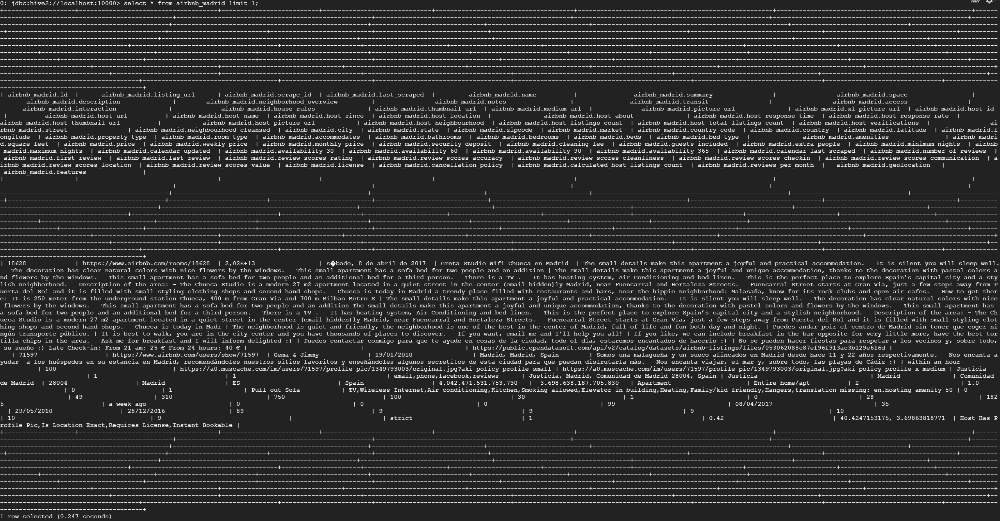 0: jdbc:hive2://localhost:10000> select * from airbnb_madrid limit 1;
| airbnb_madrid.id | airbnb_madrid.listing_url | airbnb_madrid.scrape_id | airbnb_madrid.last_scraped | airbnb_madrid.name | airbnb_madrid.summary | airbnb_madrid.space |
airbnb_madrid.description | airbnb_madrid.neighborhood_overview | airbnb_madrid.notes | airbnb_madrid.transit | airbnb_madrid.access |
airbnb_madrid.interaction | airbnb_madrid.house_rules | airbnb_madrid.thumbnail_url | airbnb_madrid.medium_url | airbnb_madrid.picture_url | airbnb_madrid.xl_picture_url | airbnb_madrid.host_id
| airbnb_madrid.host_url | airbnb_madrid.host_name | airbnb_madrid.host_since | airbnb_madrid.host_location | airbnb_madrid.host_about | airbnb_madrid.host_response_time | airbnb_madrid.host_response_rate |
airbnb_madrid.host_thumbnail_url | airbnb_madrid.host_picture_url | airbnb_madrid.host_neighbourhood | airbnb_madrid.host_listings_count | airbnb_madrid.host_total_listings_count | airbnb_madrid.host_verifications | ai
rbnb_madrid.street | airbnb_madrid.neighbourhood_cleansed | airbnb_madrid.city | airbnb_madrid.state | airbnb_madrid.zipcode | airbnb_madrid.market | airbnb_madrid.country_code | airbnb_madrid.country | airbnb_madrid.latitude | airbnb_madrid.l
ongitude | airbnb_madrid.property_type | airbnb_madrid.room_type | airbnb_madrid.accommodates | airbnb_madrid.bathrooms | airbnb_madrid.bedrooms | airbnb_madrid.beds | airbnb_madrid.bed_type | airbnb_madrid.amenities | airbnb_madri
d.square_feet | airbnb_madrid.price | airbnb_madrid.weekly_price | airbnb_madrid.monthly_price | airbnb_madrid.security_deposit | airbnb_madrid.cleaning_fee | airbnb_madrid.guests_included | airbnb_madrid.extra_people | airbnb_madrid.minimum_nights | airbnb
_madrid.maximum_nights | airbnb_madrid.calendar_updated | airbnb_madrid.availability_30 | airbnb_madrid.availability_60 | airbnb_madrid.availability_90 | airbnb_madrid.availability_365 | airbnb_madrid.calendar_last_scraped | airbnb_madrid.number_of_reviews |
airbnb_madrid.first_review | airbnb_madrid.last_review | airbnb_madrid.review_scores_rating | airbnb_madrid.review_scores_accuracy | airbnb_madrid.review_scores_cleanliness | airbnb_madrid.review_scores_checkin | airbnb_madrid.review_scores_communication | a
irbnb_madrid.review_scores_location | airbnb_madrid.review_scores_value | airbnb_madrid.license | airbnb_madrid.cancellation_policy | airbnb_madrid.calculated_host_listings_count | airbnb_madrid.reviews_per_month | airbnb_madrid.geolocation |
airbnb_madrid.features |
| 18628 | https://www.airbnb.com/rooms/18628 | 2,02E+13 | s�bado, 8 de abril de 2017 | Greta Studio Wifi Chueca en Madrid | The small details make this apartment a joyful and practical accommodation. It is silent you will sleep well.
The decoration has clear natural colors with nice flowers by the windows. This small apartment has a sofa bed for two people and an addition | The small details make this apartment a joyful and unique accommodation, thanks to the decoration with pastel colors a
nd flowers by the windows. This small apartment has a sofa bed for two people and an additional bed for a third person. There is a TV . It has heating system, Air Conditioning and bed linen. This is the perfect place to explore Spain’s capital city and a sty
lish neighborhood. Description of the area: - The Chueca Studio is a modern 27 m2 apartment located in a quiet street in the center (email hidden)ly Madrid, near Fuencarral and Hortaleza Streets. Fuencarral Street starts at Gran Via, just a few steps away from P
uerta del Sol and it is filled with small styling clothing shops and second hand shops. Chueca is today in Madrid a trendy place filled with restaurants and bars, near the hippie neighborhood: Malasaña, know for its rock clubs and open air cafes. How to get ther
e: It is 250 meter from the underground station Chueca, 400 m from Gran Via and 700 m Bilbao Metro S | The small details make this apartment a joyful and practical accommodation. It is silent you will sleep well. The decoration has clear natural colors with nice
flowers by the windows. This small apartment has a sofa bed for two people and an addition The small details make this apartment a joyful and unique accommodation, thanks to the decoration with pastel colors and flowers by the windows. This small apartment has
a sofa bed for two people and an additional bed for a third person. There is a TV . It has heating system, Air Conditioning and bed linen. This is the perfect place to explore Spain’s capital city and a stylish neighborhood. Description of the area: - The Ch
ueca Studio is a modern 27 m2 apartment located in a quiet street in the center (email hidden)ly Madrid, near Fuencarral and Hortaleza Streets. Fuencarral Street starts at Gran Via, just a few steps away from Puerta del Sol and it is filled with small styling clot
hing shops and second hand shops. Chueca is today in Madr | The neighborhood is quiet and friendly, the neighborhood is one of the best in the center of Madrid, full of life and fun both day and night. | Puedes andar poir el centro de Madrid sin tener que coger ni
ngún transporte público. | It is best to walk, you are in the city center and you have thousands of places to discover. If you want, email me and I'll help you all! | If you like, we can include breakfast in the bar opposite for very little more, have the best tor
tilla chips in the area. Ask me for breakfast and I will inform delighted :) | Puedes contactar conmigo para que te ayude en cosas de la ciudad, todo el día, estaremos encantados de hacerlo :) | No se pueden hacer fiestas para respetar a los vecinos y, sobre todo,
su sueño :) Late Check-in: From 21 am: 25 € From 24 hours: 40 € | | | https://public.opendatasoft.com/api/v2/catalog/datasets/airbnb-listings/files/053062088c87ef96f913ac3b129e616d |
| 71597 | https://www.airbnb.com/users/show/71597 | Gema & Jimmy | 19/01/2010 | Madrid, Madrid, Spain | Somos una malagueña y un sueco afincados en Madrid desde hace 11 y 22 años respectivamente. Nos encanta a
yudar a los huéspedes en su estancia en Madrid, recomendándoles nuestros sitios favoritos y enseñándoles algunos secretitos de esta ciudad para que puedan disfrutarla más. Nos encanta viajar, el mar y, sobre todo, las playas de Cádiz :) | within an hour
| 100 | https://a0.muscache.com/im/users/71597/profile_pic/1349793003/original.jpg?aki_policy profile_small | https://a0.muscache.com/im/users/71597/profile_pic/1349793003/original.jpg?aki_policy profile_x_medium | Justicia
| 1 | 1 | email,phone,facebook,reviews | Justicia, Madrid, Comunidad de Madrid 28004, Spain | Justicia | Madrid | Comunidad
de Madrid | 28004 | Madrid | ES | Spain | 4.042.471.531.753.730 | -3.698.638.187.705.830 | Apartment | Entire home/apt | 2 | 1.0
| 0 | 1 | Pull-out Sofa | TV,Wireless Internet,Air conditioning,Kitchen,Smoking allowed,Elevator in building,Heating,Family/kid friendly,Hangers,translation missing: en.hosting_amenity_50 | 0
| 49 | 310 | 750 | 100 | 30 | 1 | 0 | 28 | 182
5 | a week ago | 0 | 0 | 0 | 99 | 08/04/2017 | 35
| 29/05/2010 | 28/12/2016 | 89 | 9 | 9 | 9 | 10
| 10 | 9 | | strict | 1 | 0.42 | 40.4247153175,-3.69863818771 | Host Has P
rofile Pic,Is Location Exact,Requires License,Instant Bookable |
1 row selected (0.247 seconds)